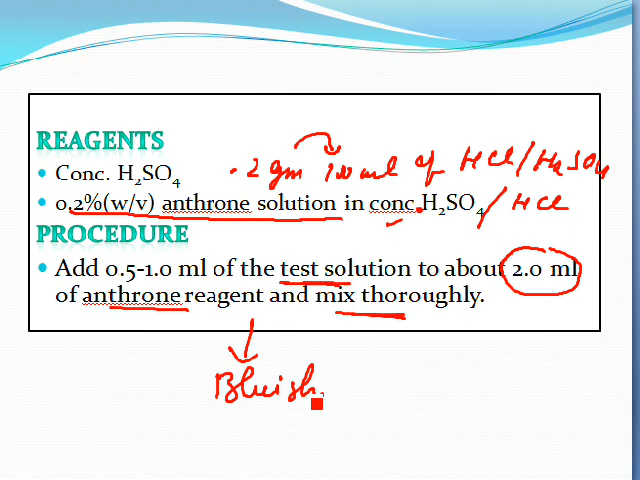 REAGENTS
• Conc. H₂SO₄
.2 gm 100 ml of HCl/H₂SO₄
• 0.2%(w/v) anthrone solution in conc.H₂SO₄ / HCl
PROCEDURE
• Add 0.5-1.0 ml of the test solution to about 2.0 ml
of anthrone reagent and mix thoroughly.
Bluish